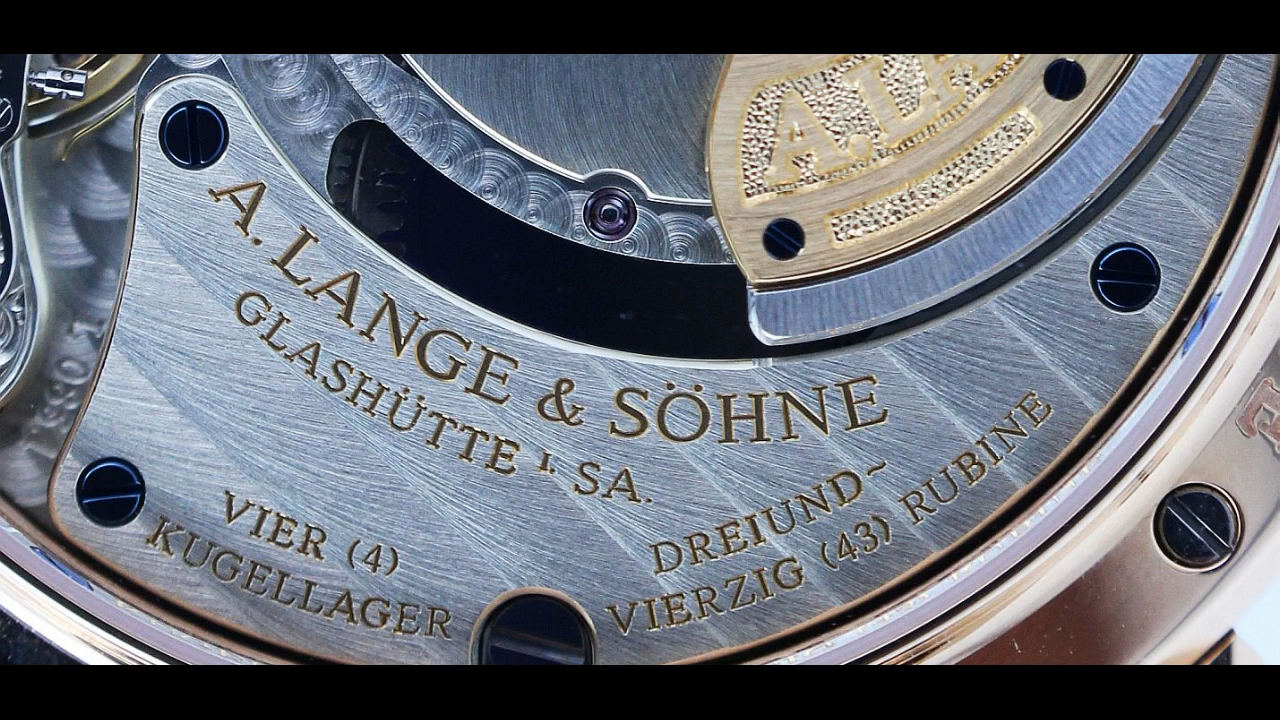 A. LANGE & SÖHNE
GLASHÜTTE I. SA.
VIER (4)
KUGELLAGER
DREIUND~
VIERZIG (43) RUBINE